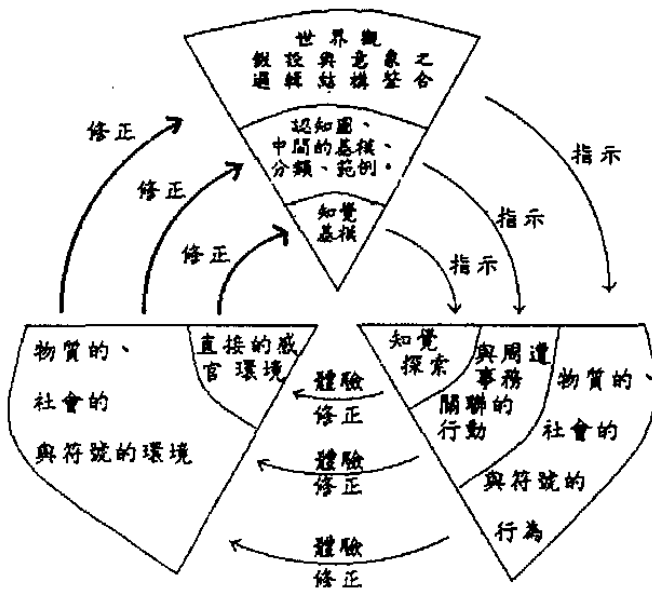 世界觀
假設與意象之
邏輯結構整合
認知圖、
中間的基模、
分類、範例。
知覺
基模
修正
修正
修正
指示
指示
指示
物質的、
社會的
與符號的環境
直接的感
官環境
知覺
探索
與周遭
事務
關聯的
行動
物質的、
社會的
與符號的
行為
體驗
修正
體驗
修正
體驗
修正